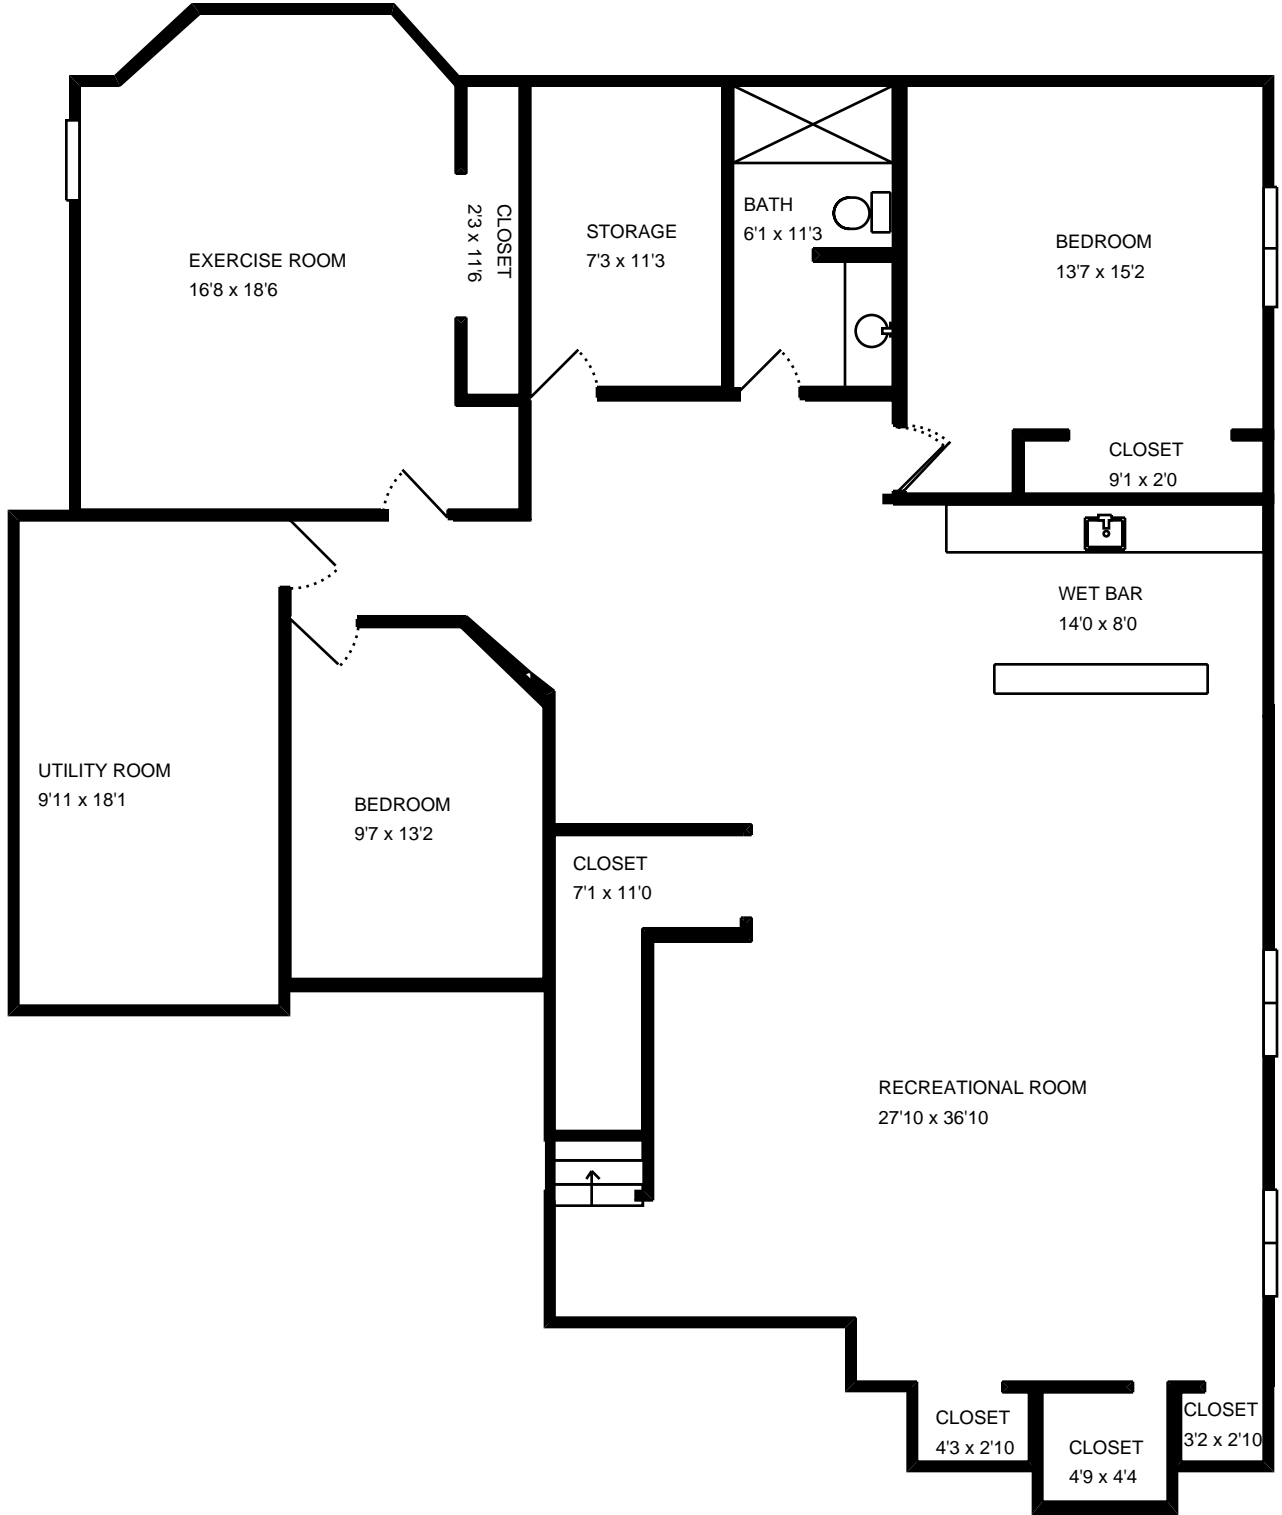 EXERCISE ROOM
16'8 x 18'6
CLOSET
2'3 x 11'6
STORAGE
7'3 x 11'3
BATH
6'1 x 11'3
BEDROOM
13'7 x 15'2
CLOSET
9'1 x 2'0
WET BAR
14'0 x 8'0
UTILITY ROOM
9'11 x 18'1
BEDROOM
9'7 x 13'2
CLOSET
7'1 x 11'0
RECREATIONAL ROOM
27'10 x 36'10
CLOSET
4'3 x 2'10
CLOSET
4'9 x 4'4
CLOSET
3'2 x 2'10